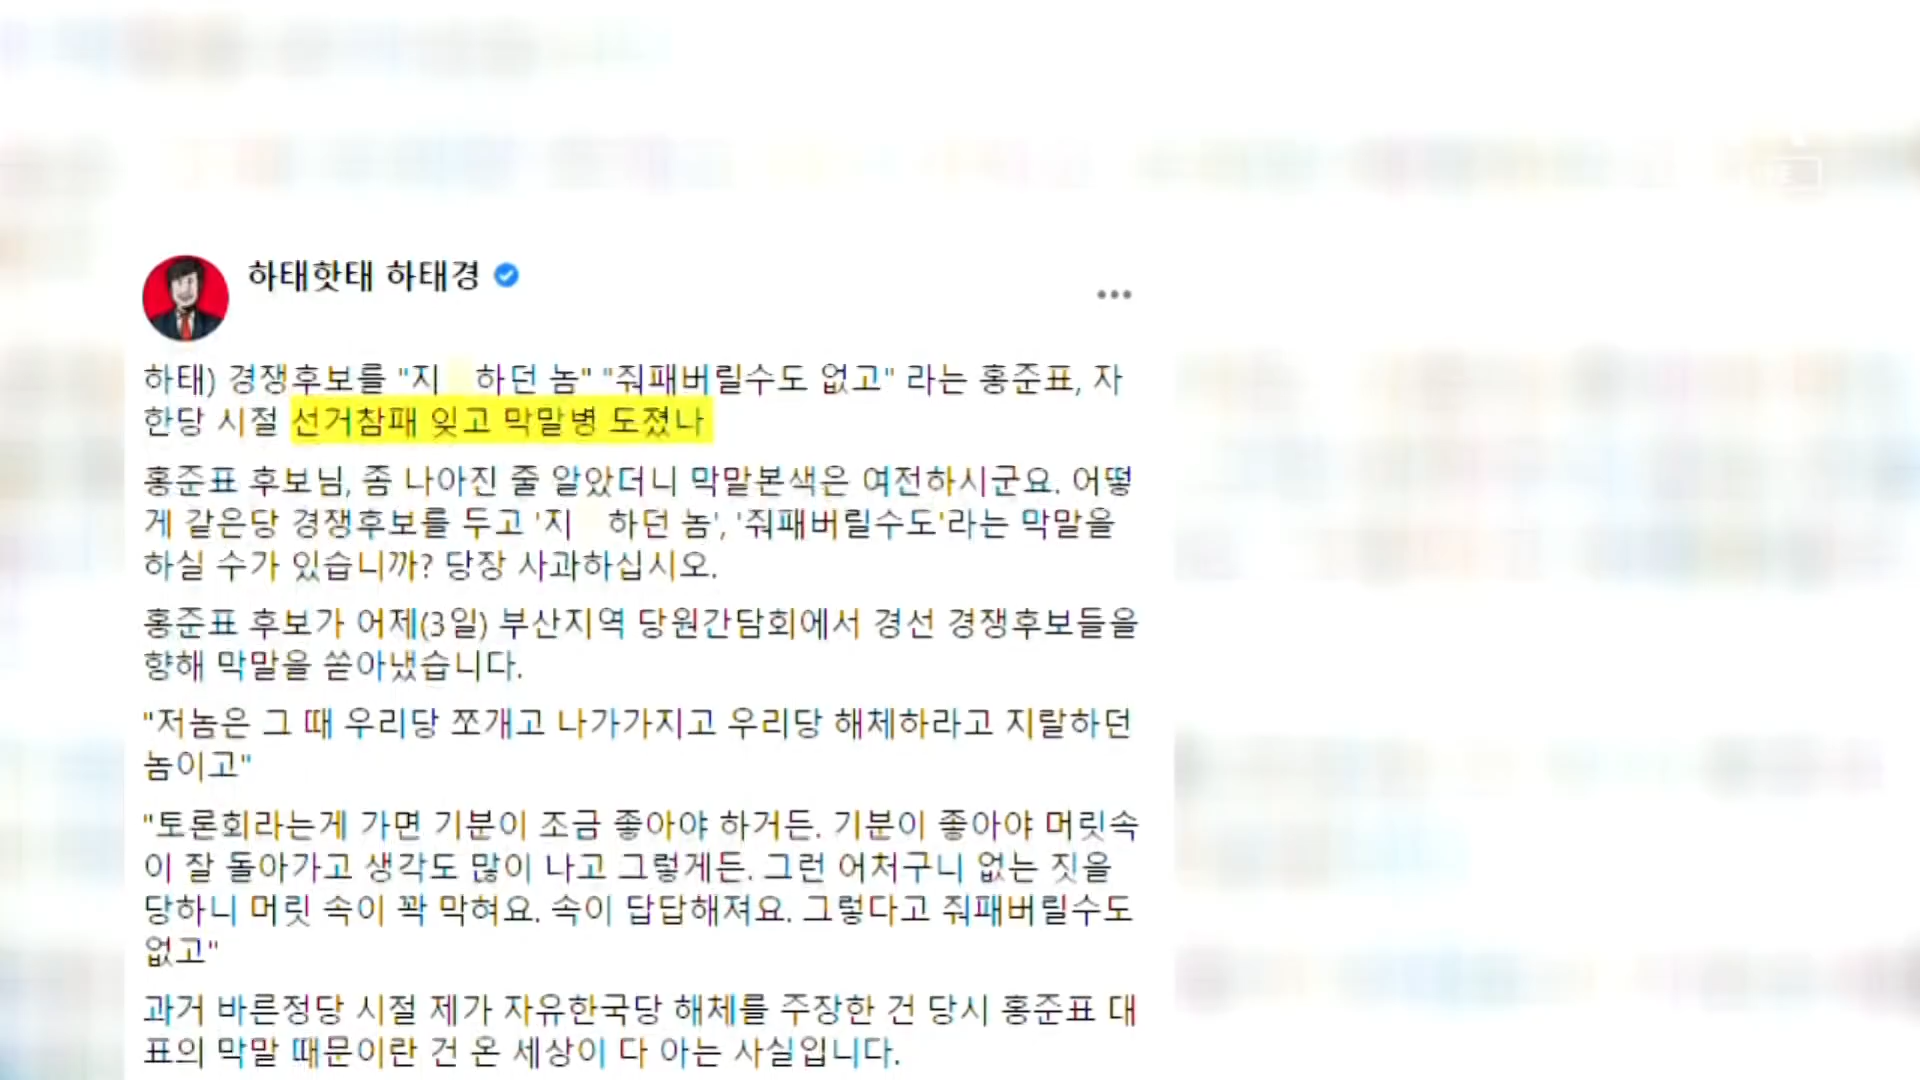 하태핫태 하태경
하태) 경쟁후보를 "지 하던 놈" "줘패버릴수도 없고" 라는 홍준표, 자
한당 시절 선거참패 잊고 막말병 도졌나
홍준표 후보님, 좀 나아진 줄 알았더니 막말본색은 여전하시군요. 어떻
게 같은당 경쟁후보를 두고 '지 하던 놈', '줘패버릴수도'라는 막말을
하실 수가 있습니까? 당장 사과하십시오.
홍준표 후보가 어제(3일) 부산지역 당원간담회에서 경선 경쟁후보들을
향해 막말을 쏟아냈습니다.
"저놈은 그 때 우리당 쪼개고 나가가지고 우리당 해체하라고 지랄하던
놈이고"
"토론회라는게 가면 기분이 조금 좋아야 하거든. 기분이 좋아야 머릿속
이 잘 돌아가고 생각도 많이 나고 그렇게든. 그런 어처구니 없는 짓을
당하니 머릿 속이 꽉 막혀요. 속이 답답해져요. 그렇다고 줘패버릴수도
없고"
과거 바른정당 시절 제가 자유한국당 해체를 주장한 건 당시 홍준표 대
표의 막말 때문이란 건 온 세상이 다 아는 사실입니다.